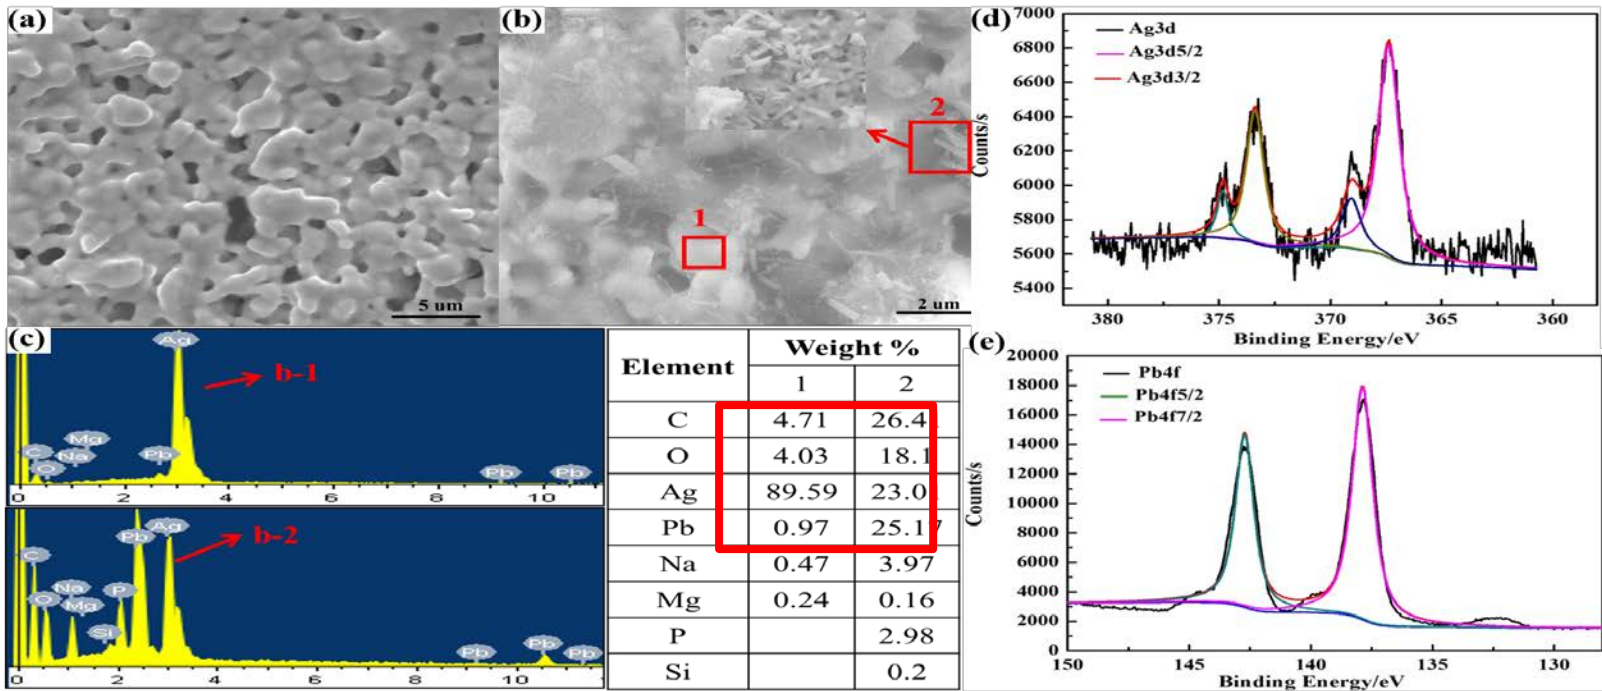 (a)
5 um
(b)
1
2
2 um
(c)
Ag
b-1
C
O
Mg
Na
Pb
Pb
Pb
0 2 4 6 8 10
C
O
Na
Mg
Si
P
Pb
Ag
b-2
Pb
Pb
Pb
0 2 4 6 8 10
Element Weight %
1 2
C 4.71 26.4
O 4.03 18.1
Ag 89.59 23.0
Pb 0.97 25.17
Na 0.47 3.97
Mg 0.24 0.16
P 2.98
Si 0.2
(d)
Ag3d
Ag3d5/2
Ag3d3/2
Counts/s
7000
6800
6600
6400
6200
6000
5800
5600
5400
380 375 370 365 360
Binding Energy/eV
(e)
Pb4f
Pb4f5/2
Pb4f7/2
Counts/s
20000
18000
16000
14000
12000
10000
8000
6000
4000
2000
0
150 145 140 135 130
Binding Energy/eV